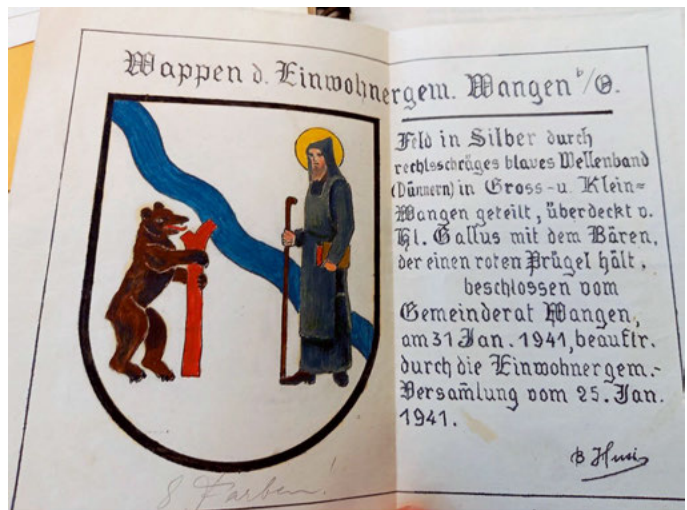 Wappen d. Einwohnergem. Wangen b/O.
Feld in Silber durch
rechtsschräges blaues Wellenband
(Dünnern) in Gross- u. Klein=
Wangen geteilt, überdeckt v.
Hl. Gallus mit dem Bären,
der einen roten Prügel hält,
beschlossen vom
Gemeinderat Wangen,
am 31 Jan. 1941, beauftr.
durch die Einwohnergem.-
Versam̄lung vom 25. Jan.
1941.
8 Farben!